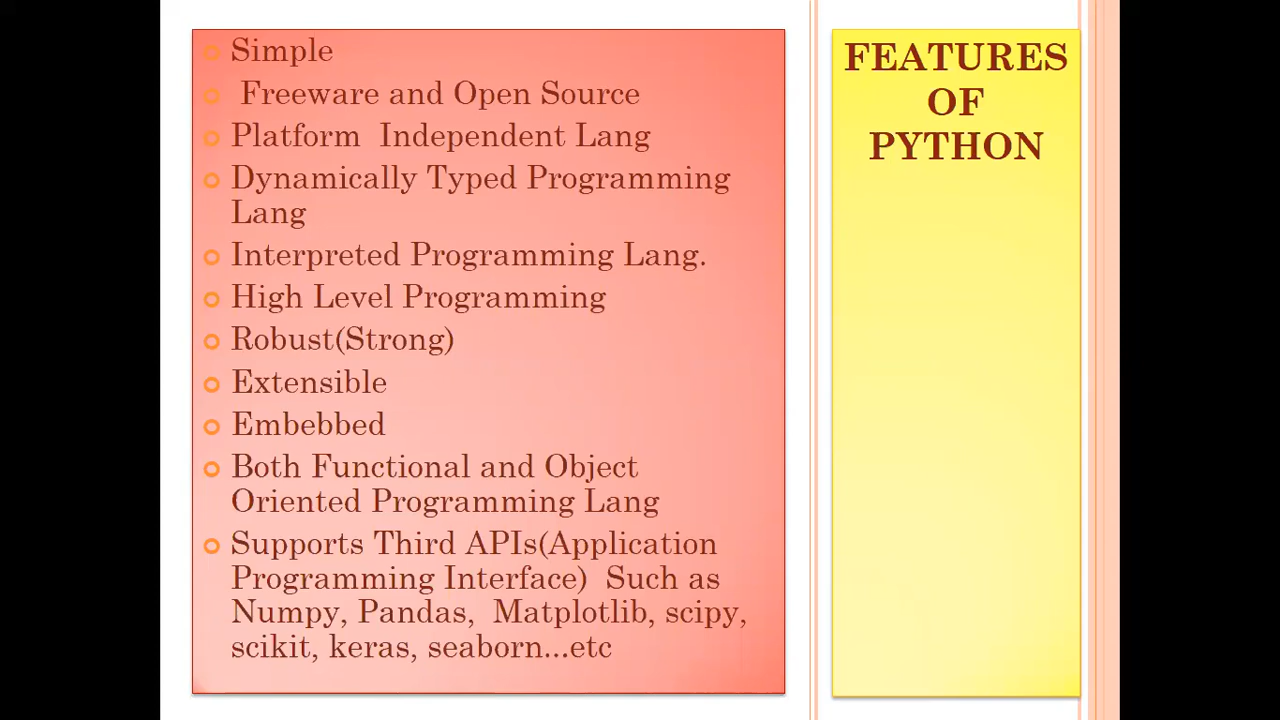 Simple
Freeware and Open Source
Platform  Independent Lang
Dynamically Typed Programming
Lang
Interpreted Programming Lang.
High Level Programming
Robust(Strong)
Extensible
Embebbed
Both Functional and Object
Oriented Programming Lang
Supports Third APIs(Application
Programming Interface)  Such as
Numpy, Pandas,  Matplotlib, scipy,
scikit, keras, seaborn...etc
FEATURES
OF
PYTHON